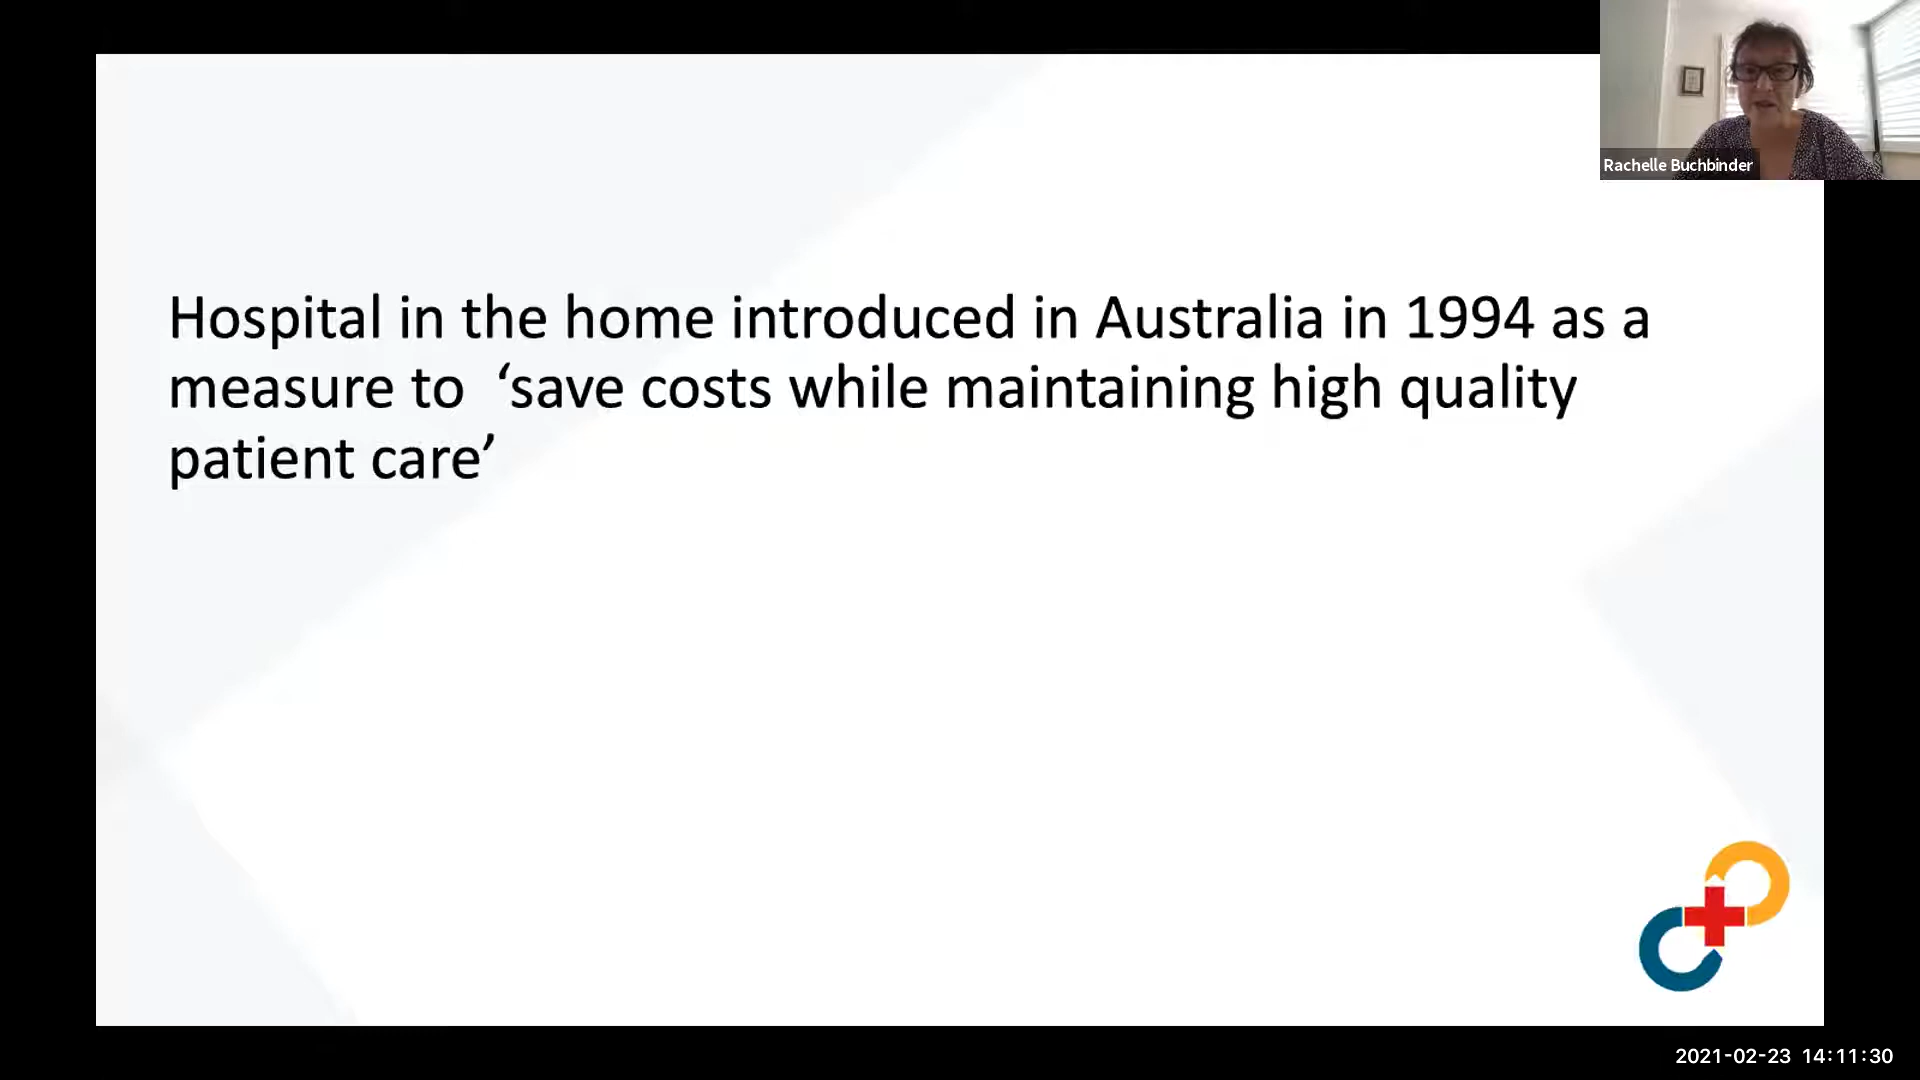 Rachelle Buchbinder
Hospital in the home introduced in Australia in 1994 as a
measure to  ‘save costs while maintaining high quality
patient care’
2021-02-23 14:11:30